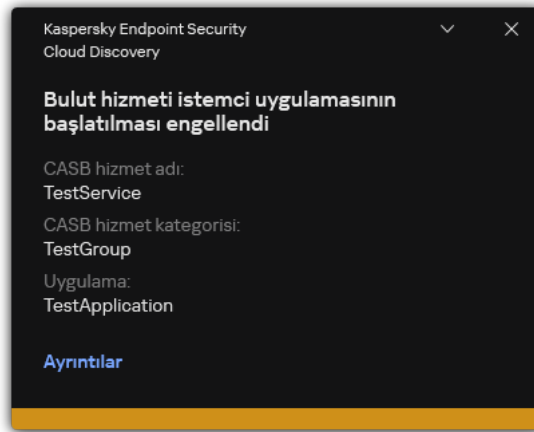 Kaspersky Endpoint Security
Cloud Discovery
Bulut hizmeti istemci uygulamasının
başlatılması engellendi
CASB hizmet adı:
TestService
CASB hizmet kategorisi:
TestGroup
Uygulama:
TestApplication
Ayrıntılar